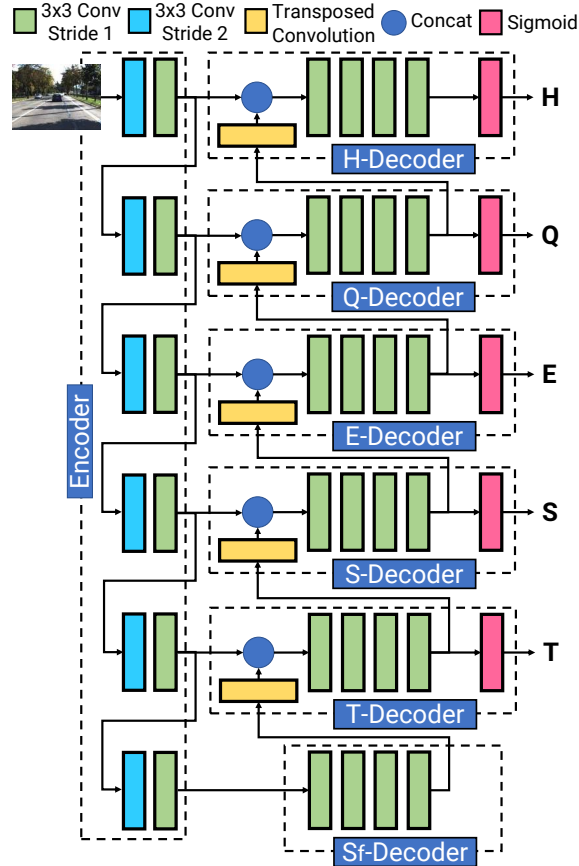 3x3 Conv
Stride 1
3x3 Conv
Stride 2
Transposed
Convolution
Concat
Sigmoid
H
H-Decoder
Q
Q-Decoder
E
E-Decoder
Encoder
S
S-Decoder
T
T-Decoder
Sf-Decoder